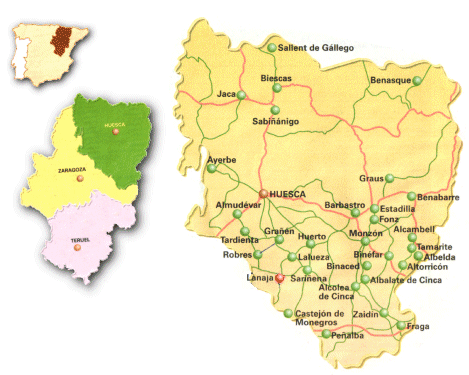 HUESCA
ZARAGOZA
TERUEL
Sallent de Gállego
Biescas
Benasque
Jaca
Sabiñánigo
Ayerbe
Graus
HUESCA
Benabarre
Barbastro
Almudévar
Estadilla
Fonz
Grañén
Huerto
Monzón
Alcambell
Tardienta
Tamarite
Robres
Lalueza
Binéfar
Albelda
Binaced
Altorricón
Lanaja
Sariñena
Alcolea
de Cinca
Albalate de Cinca
Castejón de
Monegros
Zaidín
Fraga
Peñalba